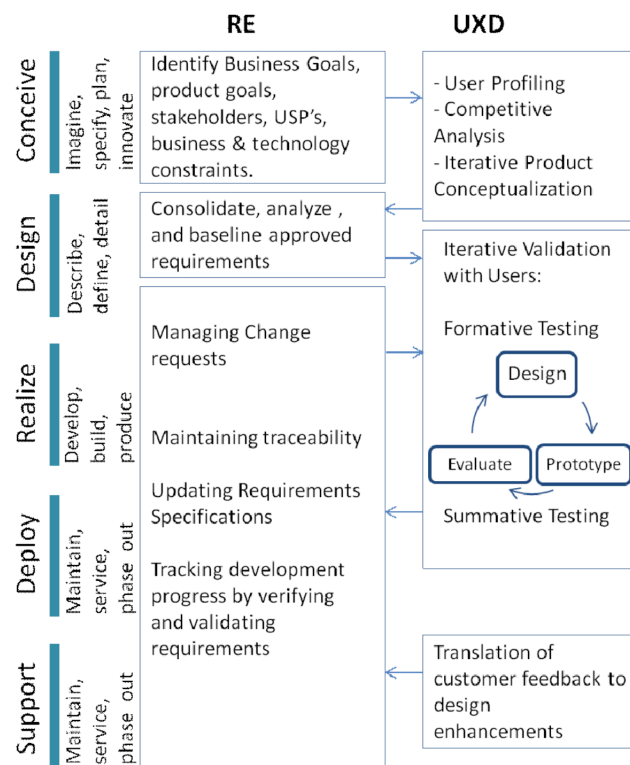 RE
UXD
Conceive
Imagine,
specify, plan,
innovate
Identify Business Goals,
product goals,
stakeholders, USP's,
business & technology
constraints.
- User Profiling
- Competitive
Analysis
- Iterative Product
Conceptualization
Design
Describe,
define, detail
Consolidate, analyze ,
and baseline approved
requirements
Iterative Validation
with Users:
Formative Testing
Design
Prototype
Evaluate
Summative Testing
Realize
Develop,
build,
produce
Managing Change
requests
Maintaining traceability
Updating Requirements
Specifications
Tracking development
progress by verifying
and validating
requirements
Deploy
Maintain,
service,
phase out
Support
Maintain,
service,
phase out
Translation of
customer feedback to
design
enhancements